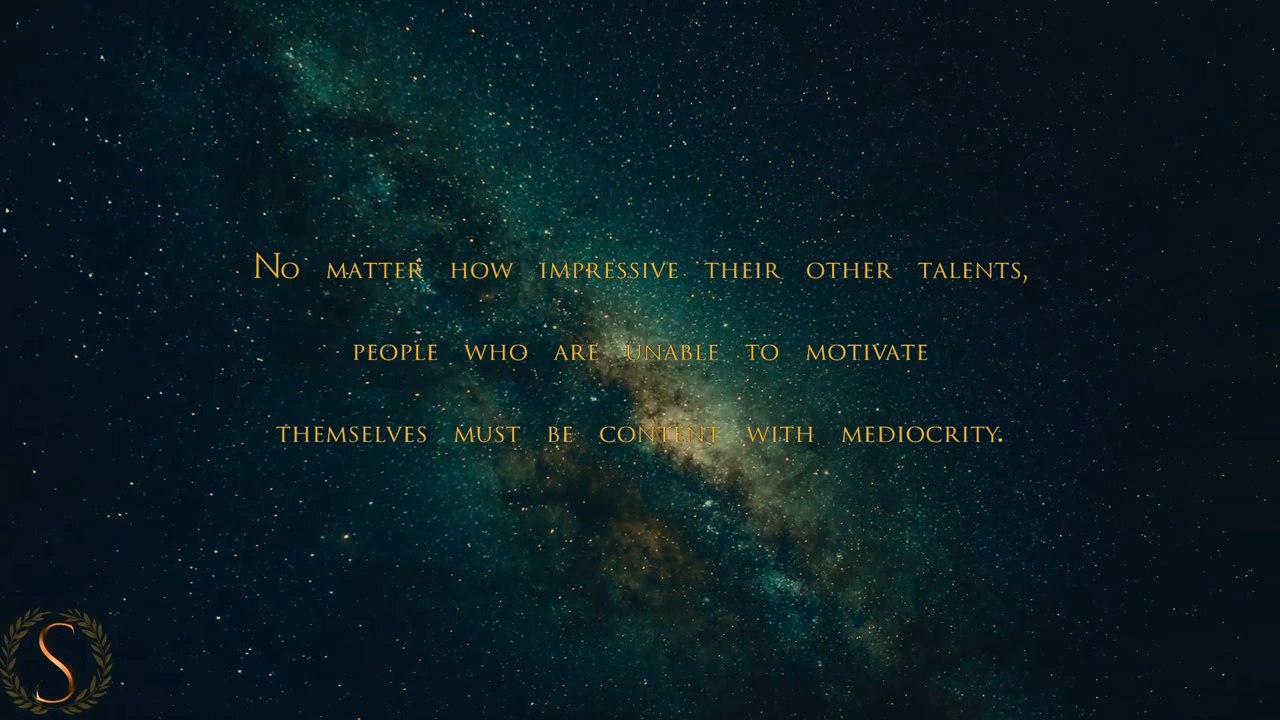 No matter how impressive their other talents,
people who are unable to motivate
themselves must be content with mediocrity.
S